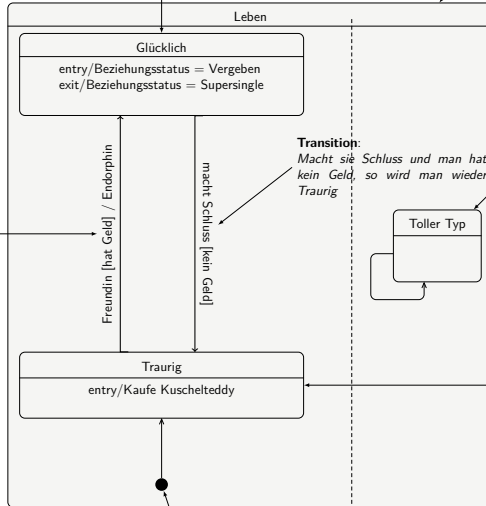 Leben
Glücklich
entry/Beziehungsstatus = Vergeben
exit/Beziehungsstatus = Supersingle
Freundin [hat Geld] / Endorphin
macht Schluss [kein Geld]
Transition:
Macht sie Schluss und man hat
kein Geld, so wird man wieder
Traurig
Toller Typ
Traurig
entry/Kaufe Kuschelteddy